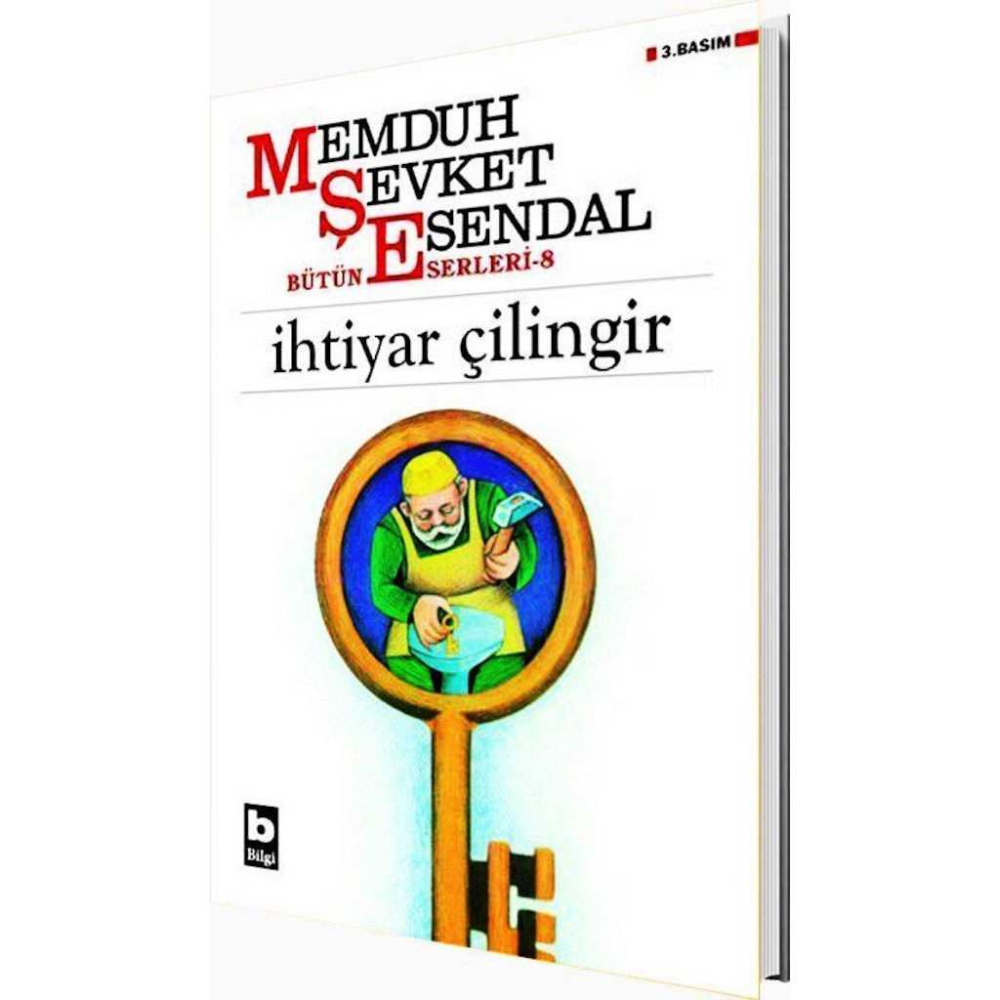 3.BASIM
MEMDUH
ŞEVKET
ESENDAL
BÜTÜN ESERLERİ-8
ihtiyar çilingir
b
Bilgi